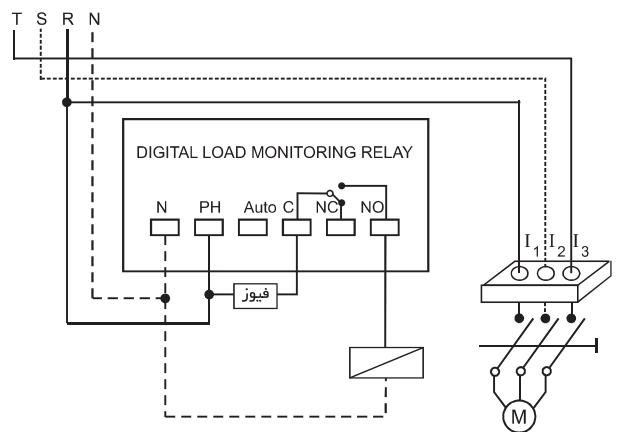 T S R N
DIGITAL LOAD MONITORING RELAY
N PH Auto C NC NO
I1 I2 I3
فیوز
M